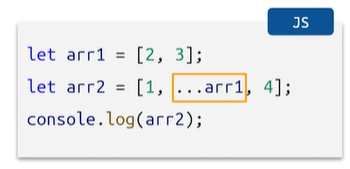 JS
let arr1 = [2, 3];
let arr2 = [1, ...arr1, 4];
console.log(arr2);